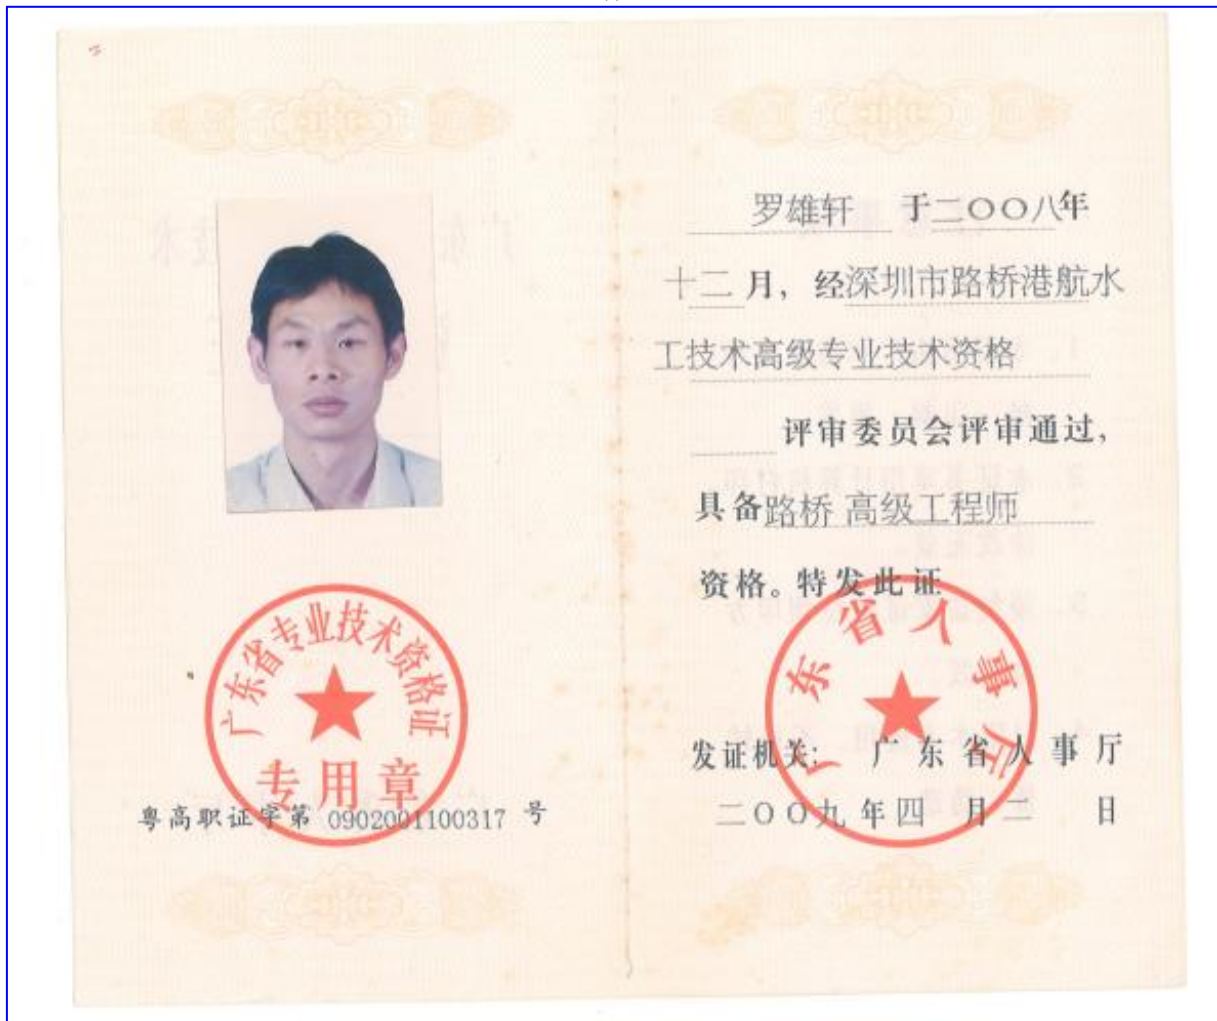 广东省专业技术资格证
专用章
粤高职证字第 0902001100317 号
罗雄轩 于二〇〇八年
十二月，经深圳市路桥港航水
工技术高级专业技术资格
评审委员会评审通过，
具备路桥 高级工程师
资格。特发此证
广东省人事厅
发证机关：广东省人事厅
二〇〇九年四月二日